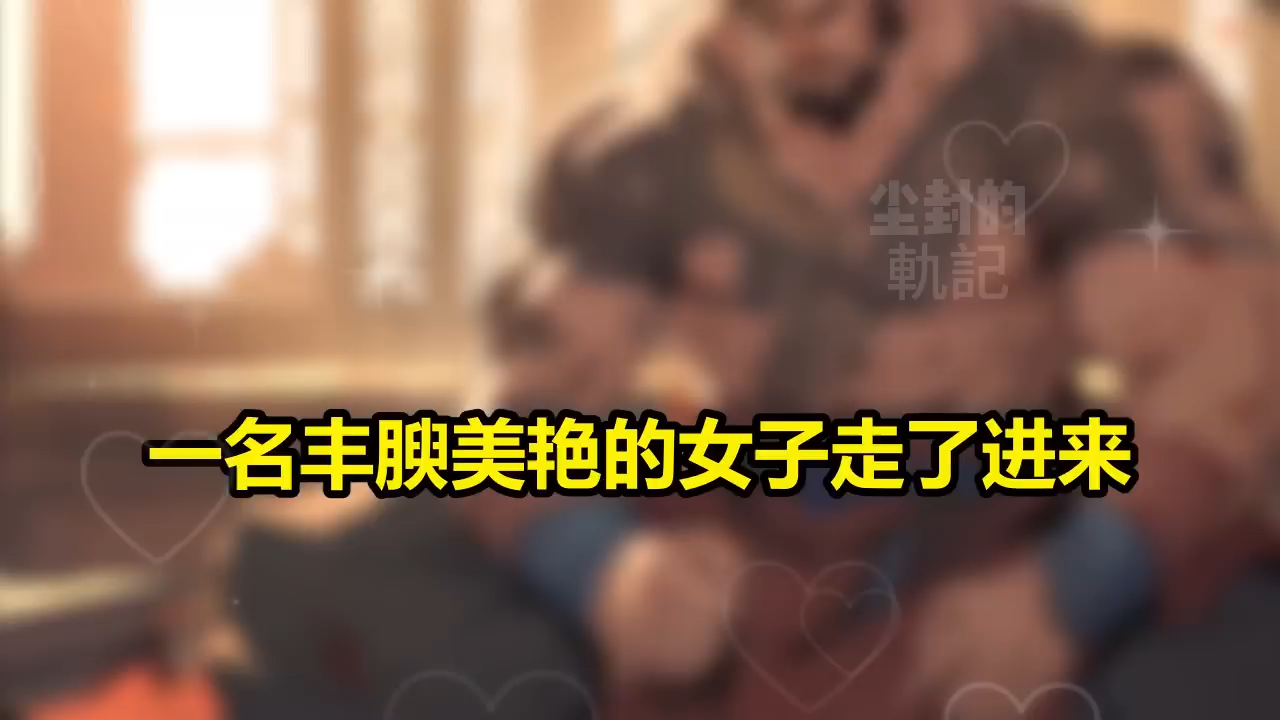 尘封的
軌記
一名丰腴美艳的女子走了进来